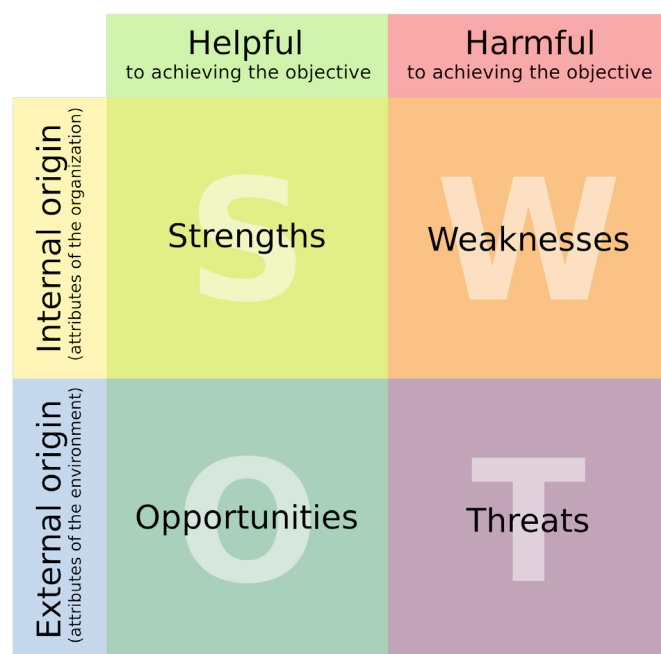 Helpful
to achieving the objective
Harmful
to achieving the objective
Internal origin
(attributes of the organization)
S
Strengths
W
Weaknesses
External origin
(attributes of the environment)
O
Opportunities
T
Threats